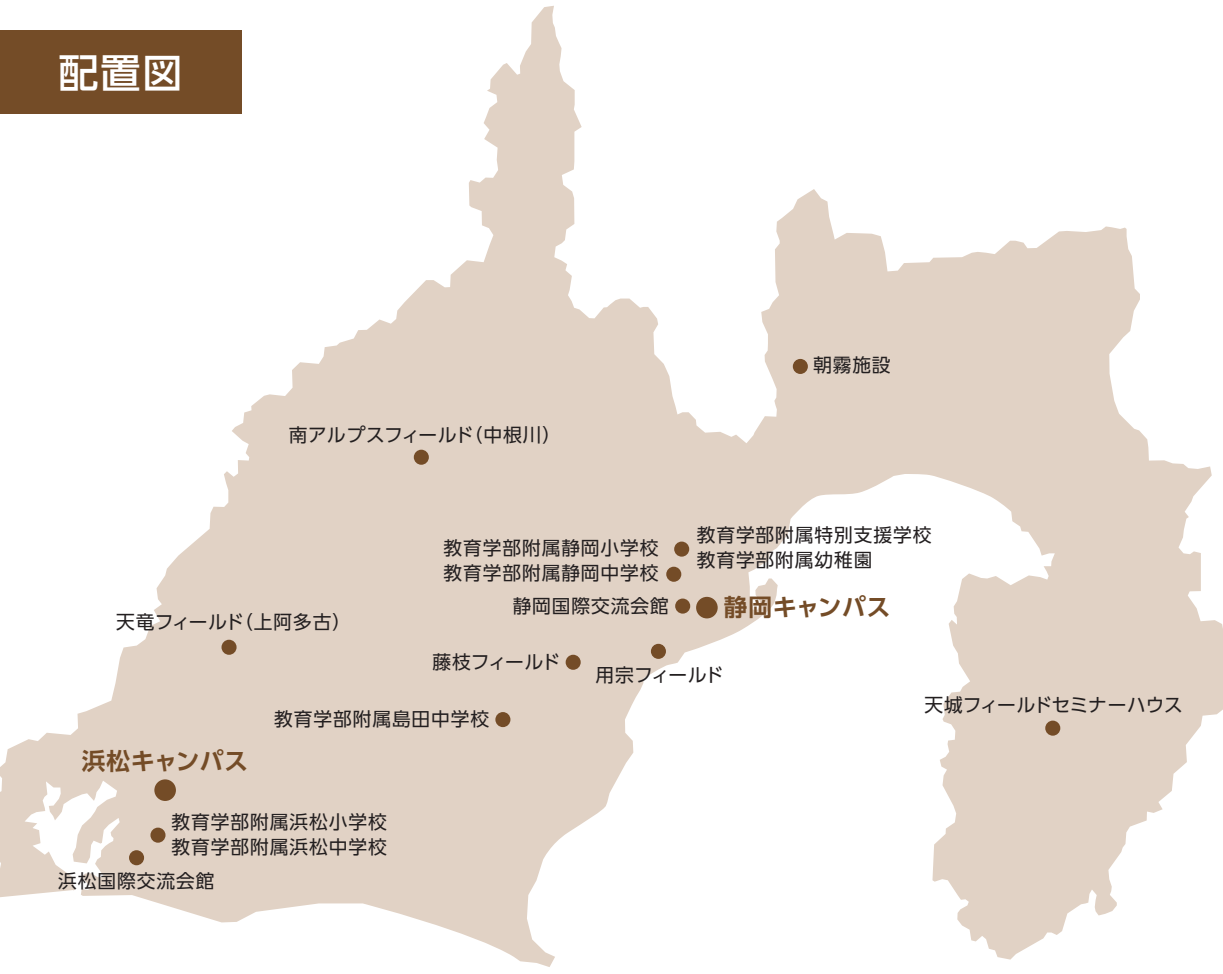 配置図
朝霧施設
南アルプスフィールド(中根川)
教育学部附属静岡小学校
教育学部附属静岡中学校
教育学部附属特別支援学校
教育学部附属幼稚園
静岡国際交流会館
静岡キャンパス
天竜フィールド(上阿多古)
藤枝フィールド
用宗フィールド
天城フィールドセミナーハウス
教育学部附属島田中学校
浜松キャンパス
教育学部附属浜松小学校
教育学部附属浜松中学校
浜松国際交流会館